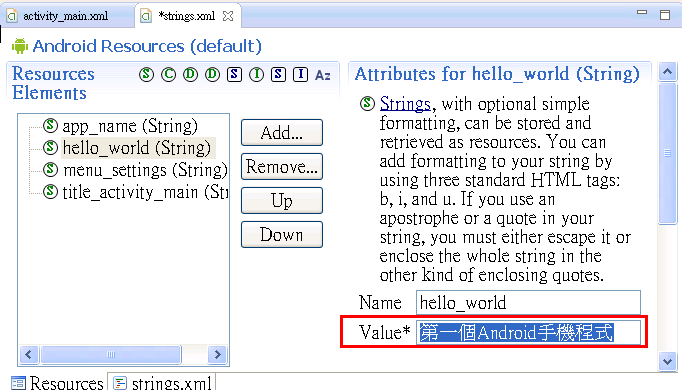 activity_main.xml
*strings.xml
Android Resources (default)
Resources Elements
S C D D S I S I Az
app_name (String)
hello_world (String)
menu_settings (String)
title_activity_main (Str
Add...
Remove...
Up
Down
Attributes for hello_world (String)
S Strings, with optional simple
formatting, can be stored and
retrieved as resources. You can
add formatting to your string by
using three standard HTML tags:
b, i, and u. If you use an
apostrophe or a quote in your
string, you must either escape it or
enclose the whole string in the
other kind of enclosing quotes.
Name hello_world
Value* 第一個Android手機程式
Resources
strings.xml